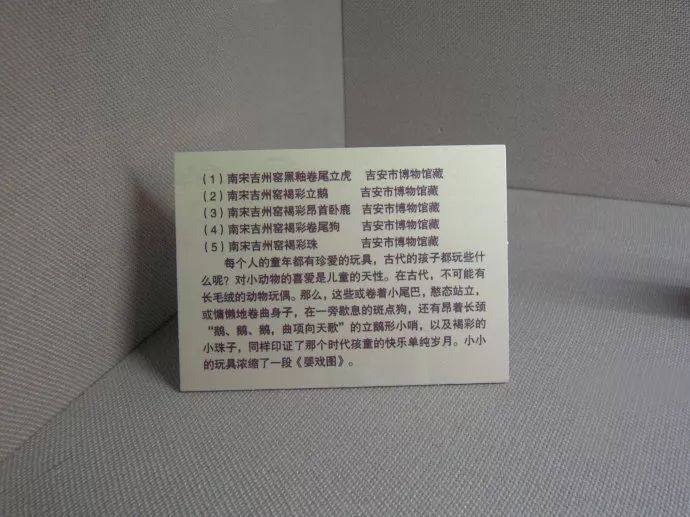 （1）南宋吉州窑黑釉卷尾立虎 吉安市博物馆藏
（2）南宋吉州窑褐彩立鹅 吉安市博物馆藏
（3）南宋吉州窑褐彩昂首卧鹿 吉安市博物馆藏
（4）南宋吉州窑褐彩卷尾狗 吉安市博物馆藏
（5）南宋吉州窑褐彩珠 吉安市博物馆藏
每个人的童年都有珍爱的玩具，古代的孩子都玩些什
么呢？对小动物的喜爱是儿童的天性。在古代，不可能有
长毛绒的动物玩偶。那么，这些或卷着小尾巴，憨态站立，
或慵懒地卷曲身子，在一旁歇息的斑点狗，还有昂着长颈
“鹅、鹅、鹅，曲项向天歌”的立鹅形小哨，以及褐彩的
小珠子，同样印证了那个时代孩童的快乐单纯岁月。小小
的玩具浓缩了一段《婴戏图》。